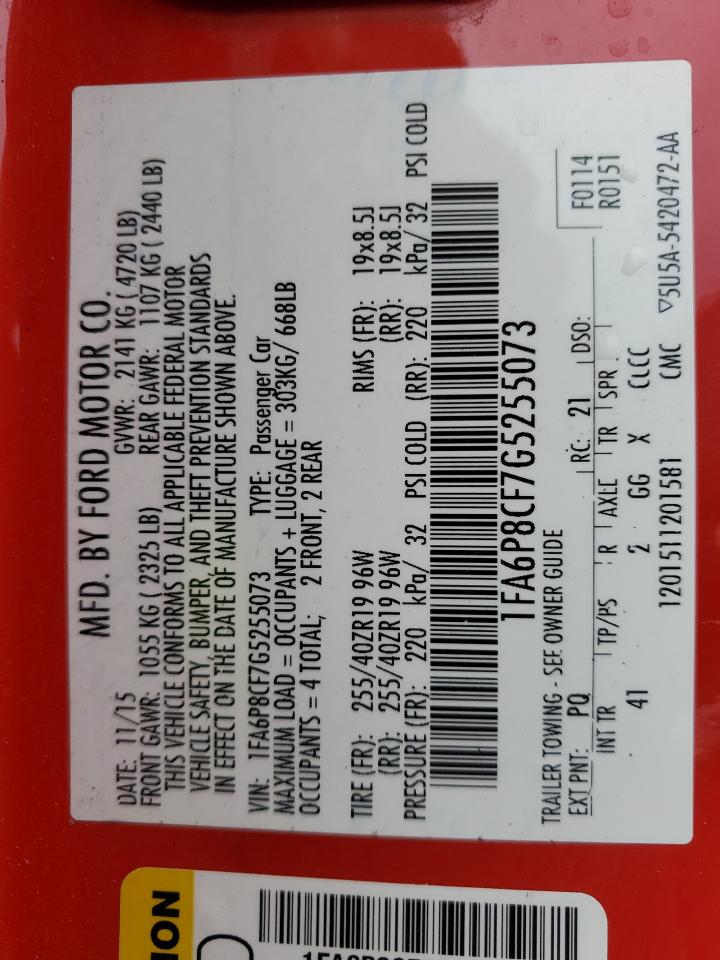 MFD. BY FORD MOTOR CO.
DATE: 11/15 GVWR: 2141 KG ( 4720 LB)
FRONT GAWR: 1055 KG ( 2325 LB) REAR GAWR: 1107 KG ( 2440 LB)
THIS VEHICLE CONFORMS TO ALL APPLICABLE FEDERAL MOTOR
VEHICLE SAFETY, BUMPER, AND THEFT PREVENTION STANDARDS
IN EFFECT ON THE DATE OF MANUFACTURE SHOWN ABOVE.
VIN: 1FA6P8CF7G5255073 TYPE: Passenger Car
MAXIMUM LOAD = OCCUPANTS + LUGGAGE = 303KG/ 668LB
OCCUPANTS = 4 TOTAL; 2 FRONT, 2 REAR
TIRE (FR): 255/40ZR19 96W RIMS (FR): 19x8.5J
(RR): 255/40ZR19 96W (RR): 19x8.5J
PRESSURE (FR): 220 kPa/ 32 PSI COLD (RR): 220 kPa/ 32 PSI COLD
1FA6P8CF7G5255073
TRAILER TOWING - SEE OWNER GUIDE
F0114
R0151
EXT PNT: PQ RC: 21 DSO:
INT TR TP/PS R AXLE TR SPR
41 2 GG X CLCC
1201511201581 CMC ▽5U5A-5420472-AA
ION